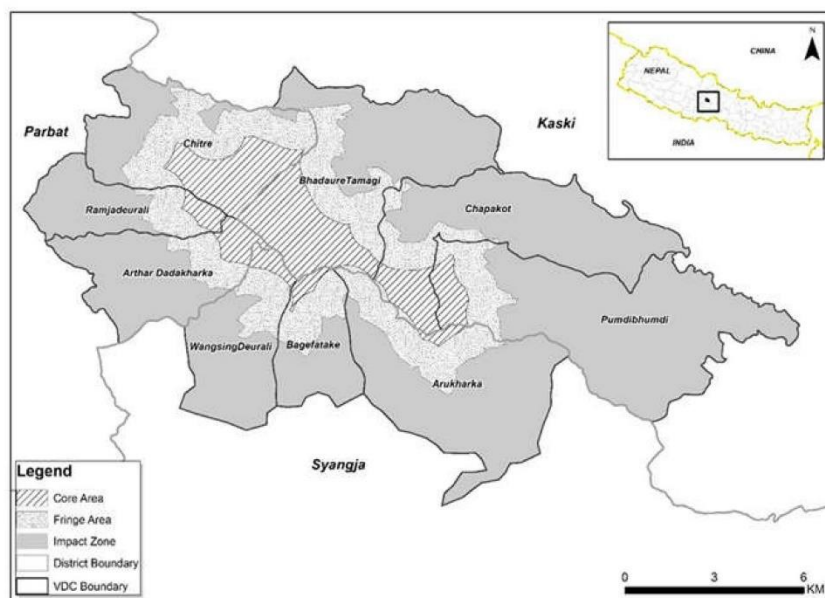 N
CHINA
NEPAL
INDIA
Parbat
Kaski
Chitre
BhadaureTamagi
Ramjadeurali
Chapakot
Arthar Dadakharka
Pumdibhumdi
WangsingDeurali
Bagefatake
Arukharka
Syangja
Legend
Core Area
Fringe Area
Impact Zone
District Boundary
VDC Boundary
0 3 6
KM